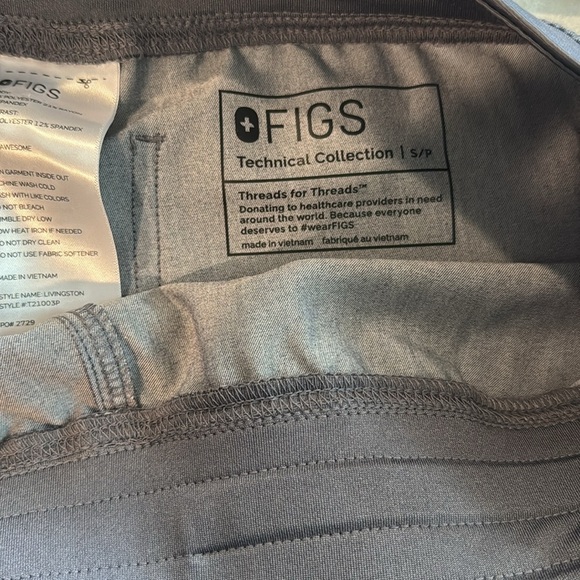 FIGS
POLYESTER
SPANDEX
POLYESTER 12% SPANDEX
AWESOME
GARMENT INSIDE OUT
MACHINE WASH COLD
WASH WITH LIKE COLORS
DO NOT BLEACH
TUMBLE DRY LOW
LOW HEAT IRON IF NEEDED
DO NOT DRY CLEAN
DO NOT USE FABRIC SOFTENER
MADE IN VIETNAM
STYLE NAME: LIVINGSTON
STYLE #T21003P
PO# 2729
FIGS
Technical Collection | S/P
Threads for Threads™
Donating to healthcare providers in need
around the world. Because everyone
deserves to #wearFIGS
made in vietnam fabriqué au vietnam